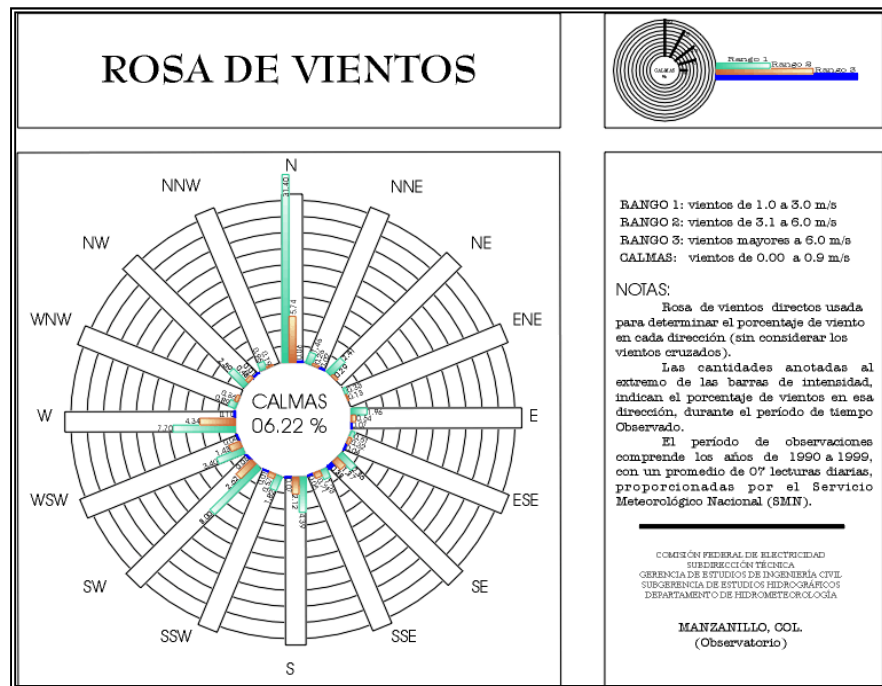 ROSA DE VIENTOS
CALMAS
%
Rango 1
Rango 2
Rango 3
N
NNE
NE
ENE
E
ESE
SE
SSE
S
SSW
SW
WSW
W
WNW
NW
NNW
5.74
7.70
4.34
8.00
CALMAS
06.22 %
RANGO 1: vientos de 1.0 a 3.0 m/s
RANGO 2: vientos de 3.1 a 6.0 m/s
RANGO 3: vientos mayores a 6.0 m/s
CALMAS: vientos de 0.00 a 0.9 m/s
NOTAS:
Rosa de vientos directos usada
para determinar el porcentaje de viento
en cada dirección (sin considerar los
vientos cruzados).
Las cantidades anotadas al
extremo de las barras de intensidad,
indican el porcentaje de vientos en esa
dirección, durante el período de tiempo
Observado.
El período de observaciones
comprende los años de 1990 a 1999,
con un promedio de 07 lecturas diarias,
proporcionadas por el Servicio
Meteorológico Nacional (SMN).
COMISIÓN FEDERAL DE ELECTRICIDAD
SUBDIRECCIÓN TÉCNICA
GERENCIA DE ESTUDIOS DE INGENIERÍA CIVIL
SUBGERENCIA DE ESTUDIOS HIDROGRÁFICOS
DEPARTAMENTO DE HIDROMETEOROLOGÍA
MANZANILLO, COL.
(Observatorio)